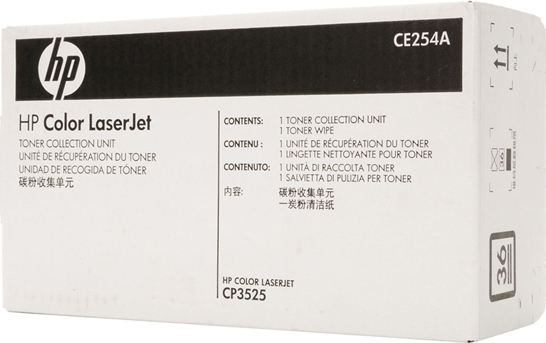 hp
CE254A
HP Color LaserJet
TONER COLLECTION UNIT
UNITÉ DE RÉCUPÉRATION DU TONER
UNIDAD DE RECOGIDA DE TÓNER
碳粉收集单元
CONTENTS: 1 TONER COLLECTION UNIT
1 TONER WIPE
CONTENU : 1 UNITÉ DE RÉCUPÉRATION DU TONER
1 LINGETTE NETTOYANTE POUR TONER
CONTENUTO: 1 UNITÀ DI RACCOLTA TONER
1 SALVIETTA DI PULIZIA PER TONER
内容: 碳粉收集单元
一炭粉清洁纸
HP COLOR LASERJET
CP3525
36
36